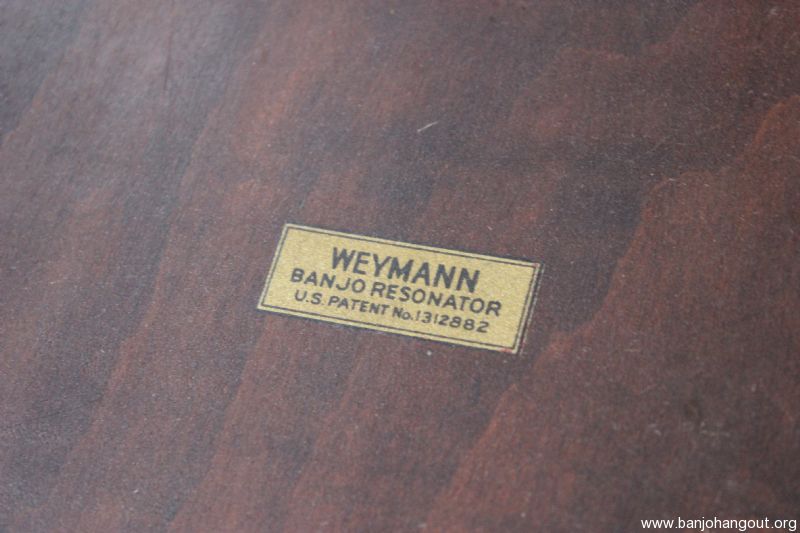 WEYMANN
BANJO RESONATOR
U.S. PATENT No.1312882
www.banjohangout.org